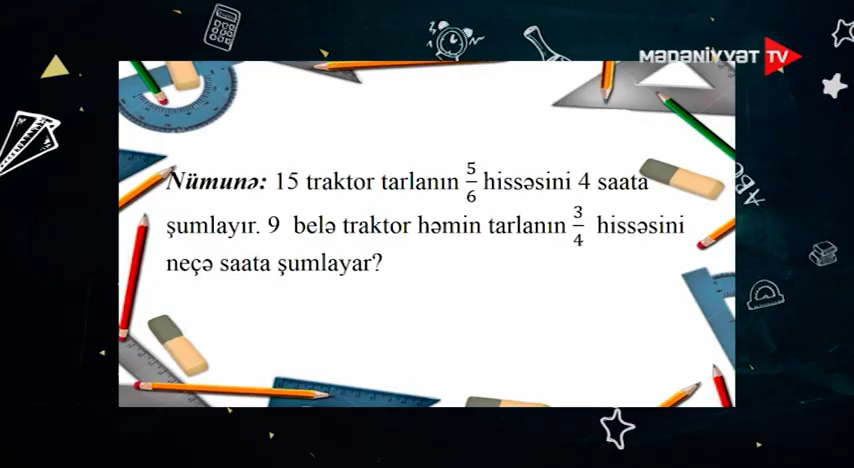 MƏDƏNİYYƏT TV
Nümunə: 15 traktor tarlanın 5/6 hissəsini 4 saata
şumlayır. 9 belə traktor həmin tarlanın 3/4 hissəsini
neçə saata şumlayar?
ABC